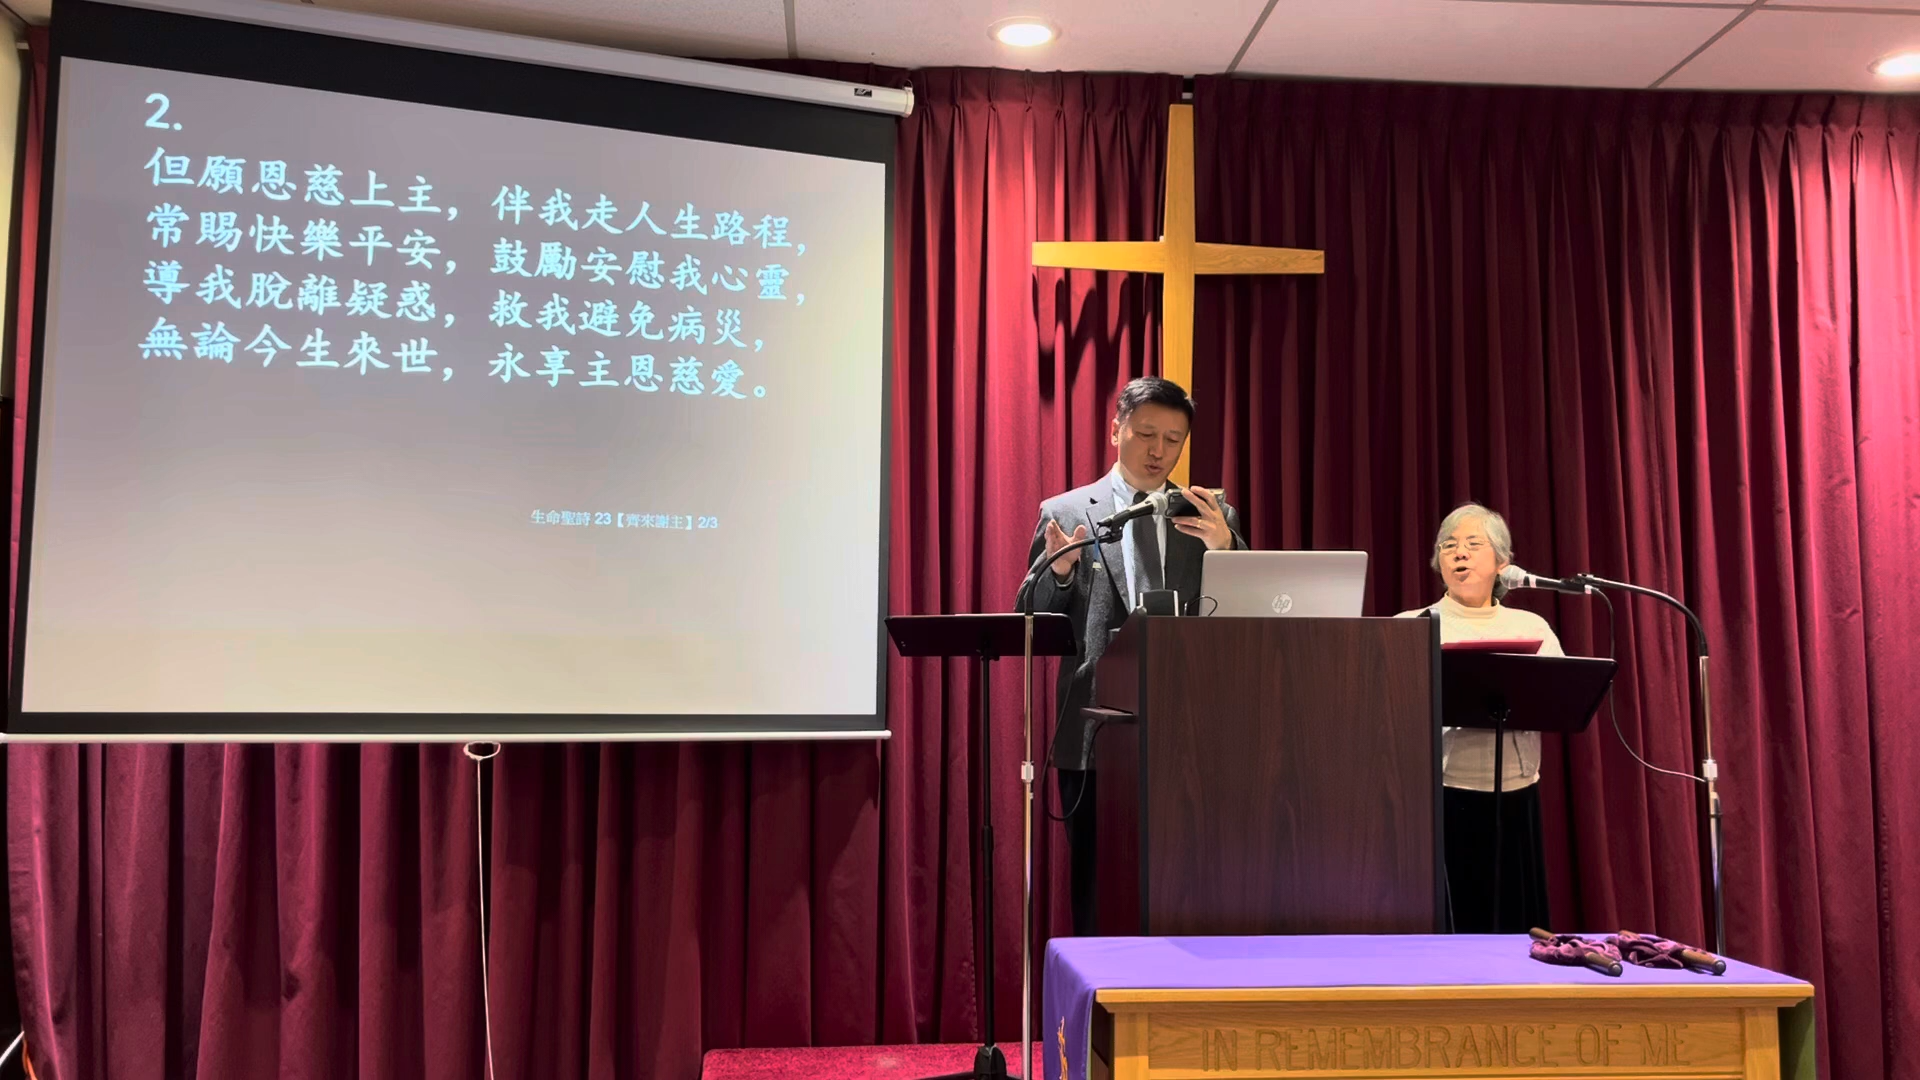 2.
但願恩慈上主，伴我走人生路程，
常賜快樂平安，鼓勵安慰我心靈，
導我脫離疑惑，救我避免病災，
無論今生來世，永享主恩慈愛。
生命聖詩 23【齊來謝主】2/3
hp
IN REMEMBRANCE OF ME